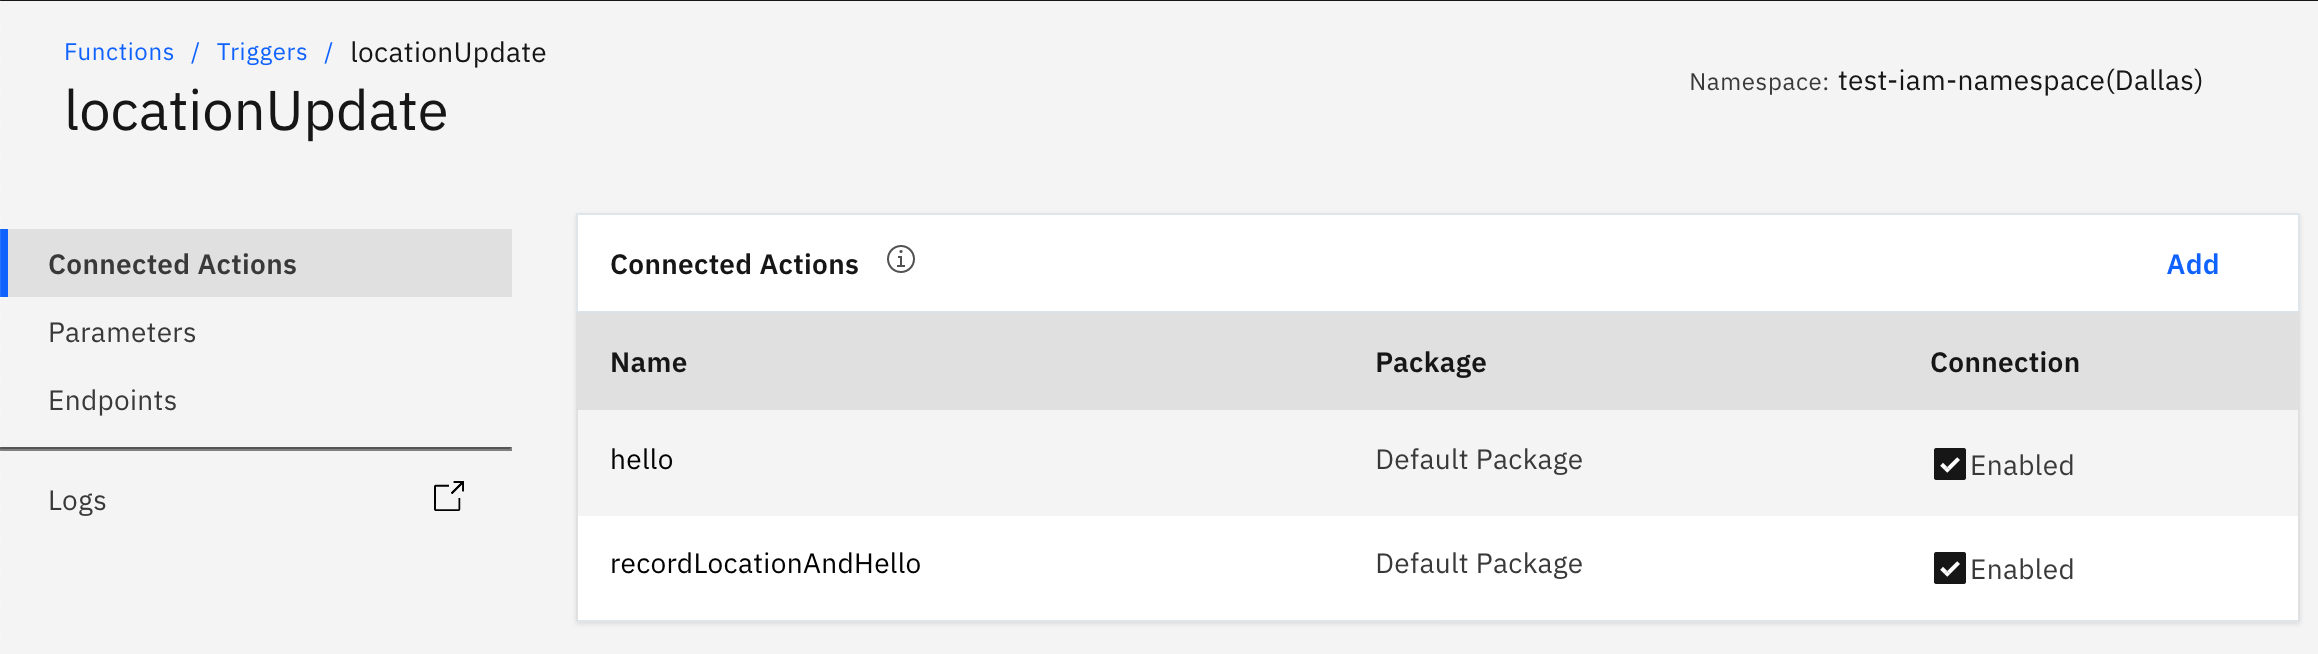 Functions / Triggers / locationUpdate
locationUpdate
Namespace: test-iam-namespace(Dallas)
Connected Actions
Parameters
Endpoints
Logs
Connected Actions
Add
Name Package Connection
hello Default Package Enabled
recordLocationAndHello Default Package Enabled